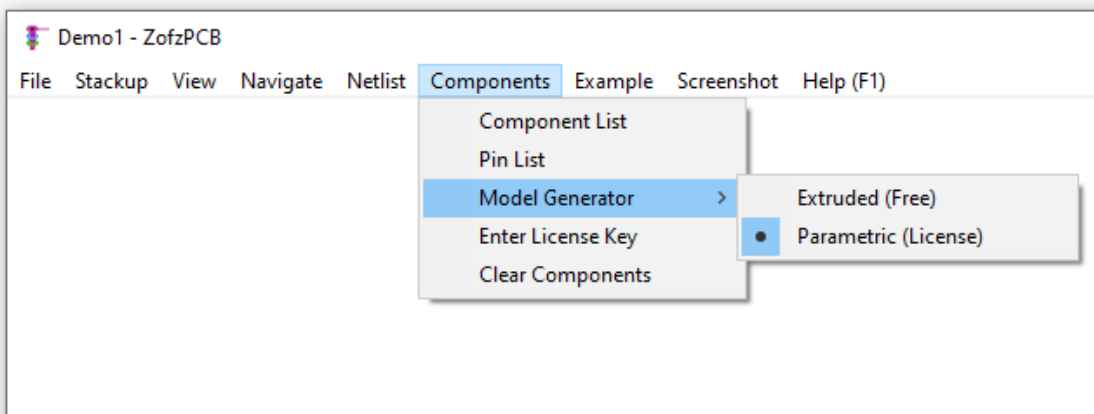 Demo1 - ZofzPCB
File Stackup View Navigate Netlist Components Example Screenshot Help (F1)
Component List
Pin List
Model Generator
Enter License Key
Clear Components
Extruded (Free)
Parametric (License)